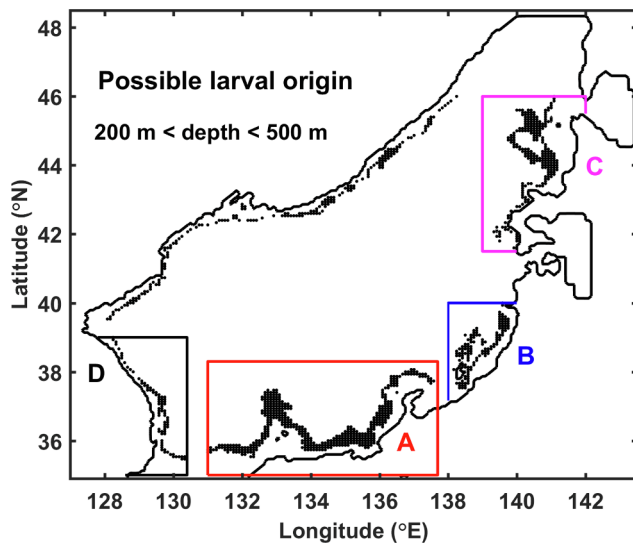 48
46
44
42
40
38
36
Latitude (°N)
Possible larval origin
200 m < depth < 500 m
C
B
D
A
128 130 132 134 136 138 140 142
Longitude (°E)